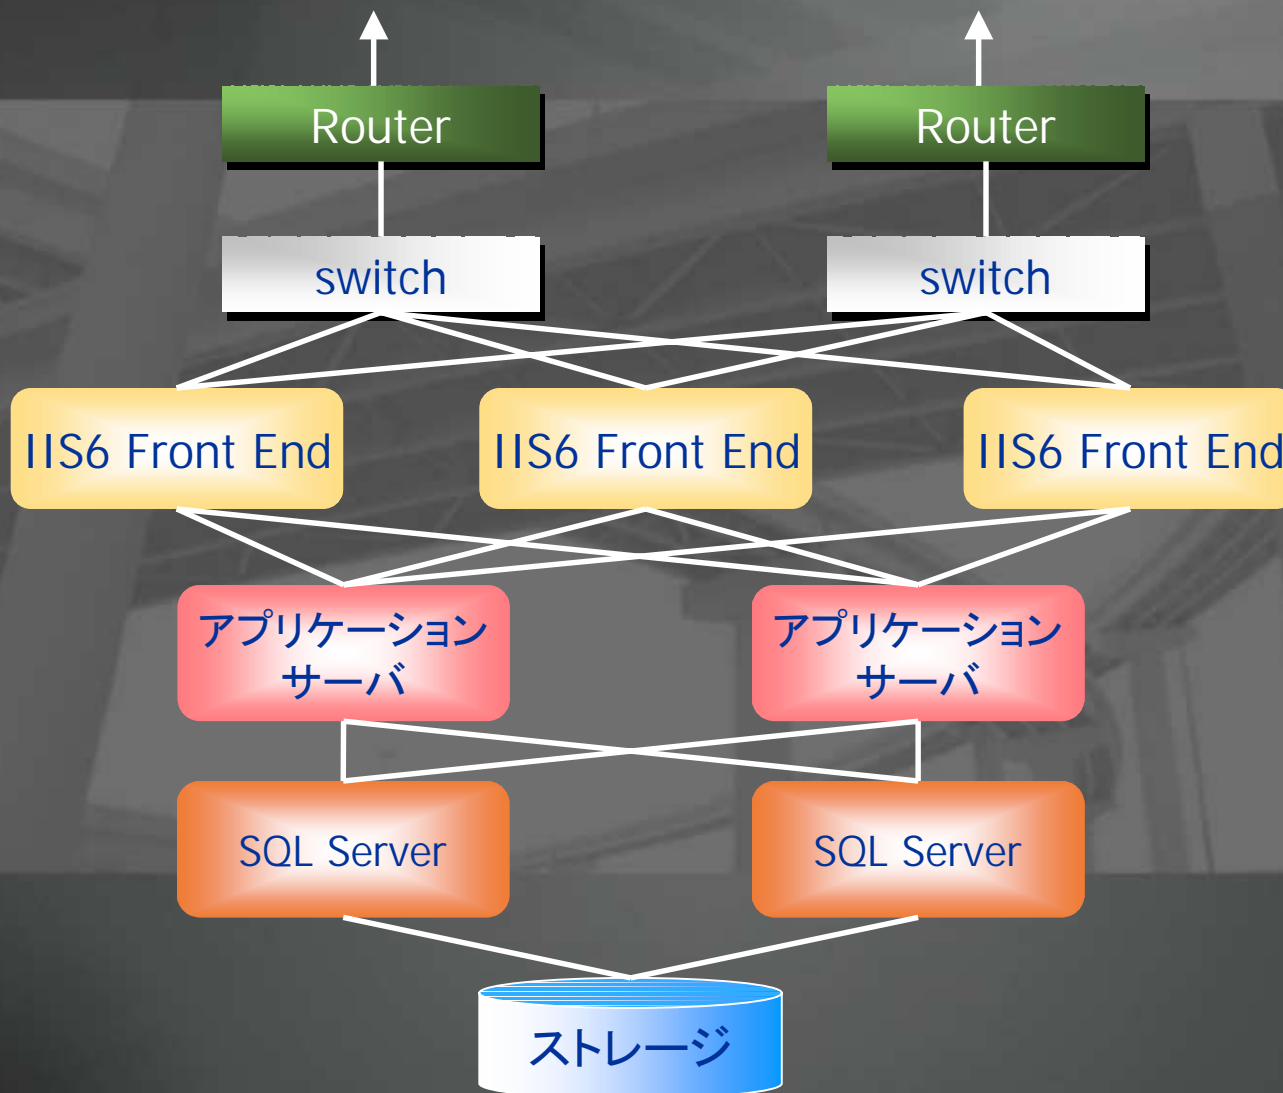 Router
Router
switch
switch
IIS6 Front End
IIS6 Front End
IIS6 Front End
アプリケーション
サーバ
アプリケーション
サーバ
SQL Server
SQL Server
ストレージ